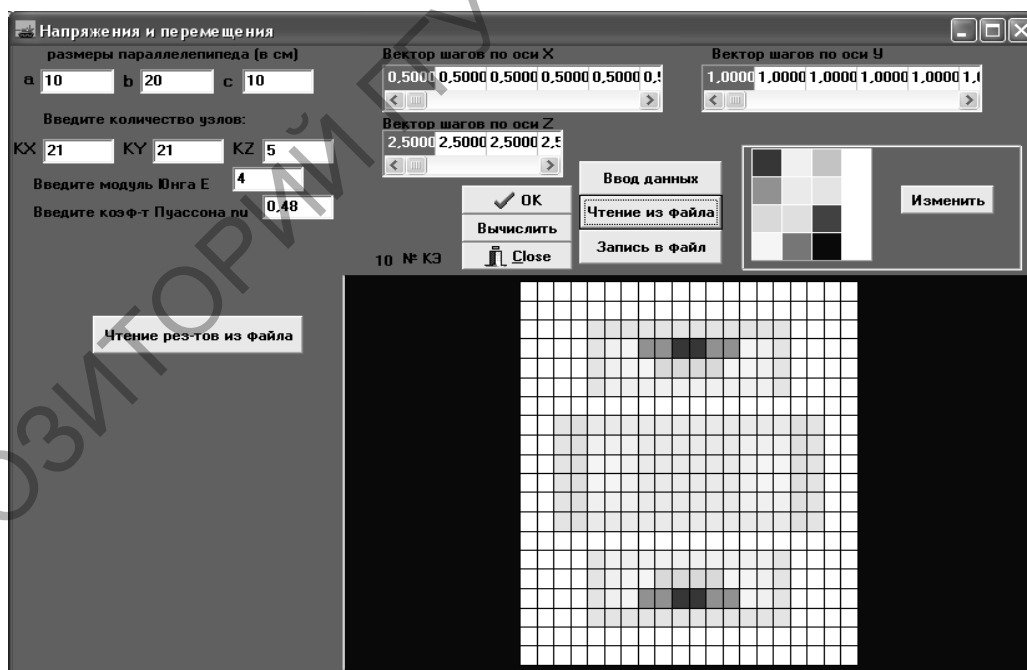 Напряжения и перемещения
размеры параллелепипеда (в см)
a 10 b 20 c 10
Введите количество узлов:
KX 21 KY 21 KZ 5
Введите модуль Юнга E 4
Введите коэф-т Пуассона nu 0,48
Вектор шагов по оси X
0,5000 0,5000 0,5000 0,5000 0,5000
Вектор шагов по оси Y
1,0000 1,0000 1,0000 1,0000 1,0000
Вектор шагов по оси Z
2,5000 2,5000 2,5000
OK
Вычислить
Close
Ввод данных
Чтение из файла
Запись в файл
Изменить
10 № КЭ
Чтение рез-тов из файла
ОЗИТОРИЙ ПГУ